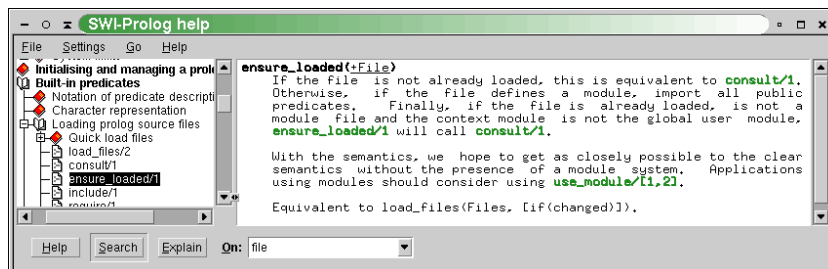 SWI-Prolog help
File Settings Go Help
Initialising and managing a prol
Built-in predicates
Notation of predicate descripti
Character representation
Loading prolog source files
Quick load files
load_files/2
consult/1
ensure_loaded/1
include/1
require/1
ensure_loaded(+File)
If the file is not already loaded, this is equivalent to consult/1.
Otherwise, if the file defines a module, import all public
predicates. Finally, if the file is already loaded, is not a
module file and the context module is not the global user module,
ensure_loaded/1 will call consult/1.
With the semantics, we hope to get as closely possible to the clear
semantics without the presence of a module system. Applications
using modules should consider using use_module/[1,2].
Equivalent to load_files(Files, [if(changed)]).
Help Search Explain On: file